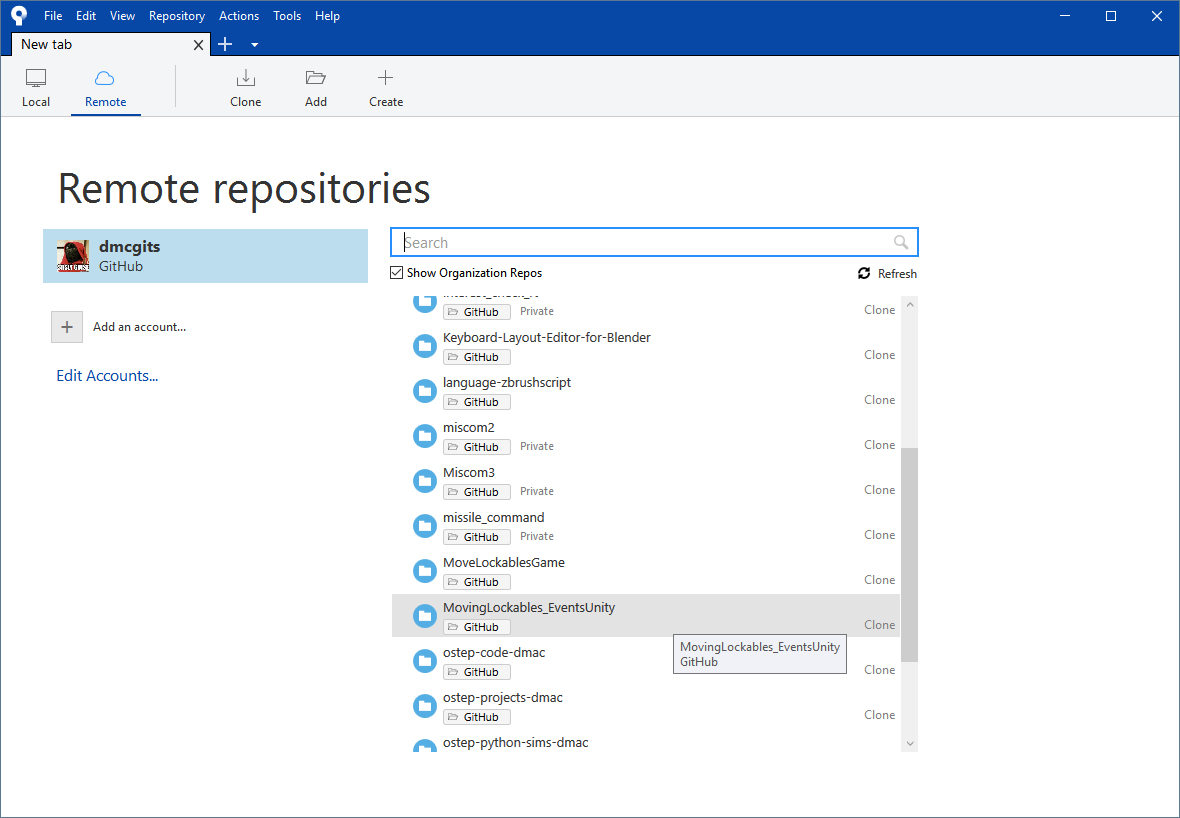 File Edit View Repository Actions Tools Help
New tab
Local Remote Clone Add Create
Remote repositories
dmcgits
GitHub
Add an account...
Edit Accounts...
Search
Show Organization Repos Refresh
GitHub Private Clone
Keyboard-Layout-Editor-for-Blender
GitHub Clone
language-zbrushscript
GitHub Clone
miscom2
GitHub Private Clone
Miscom3
GitHub Private Clone
missile_command
GitHub Private Clone
MoveLockablesGame
GitHub Clone
MovingLockables_EventsUnity
GitHub Clone
MovingLockables_EventsUnity
GitHub
ostep-code-dmac
GitHub Clone
ostep-projects-dmac
GitHub Clone
ostep-python-sims-dmac